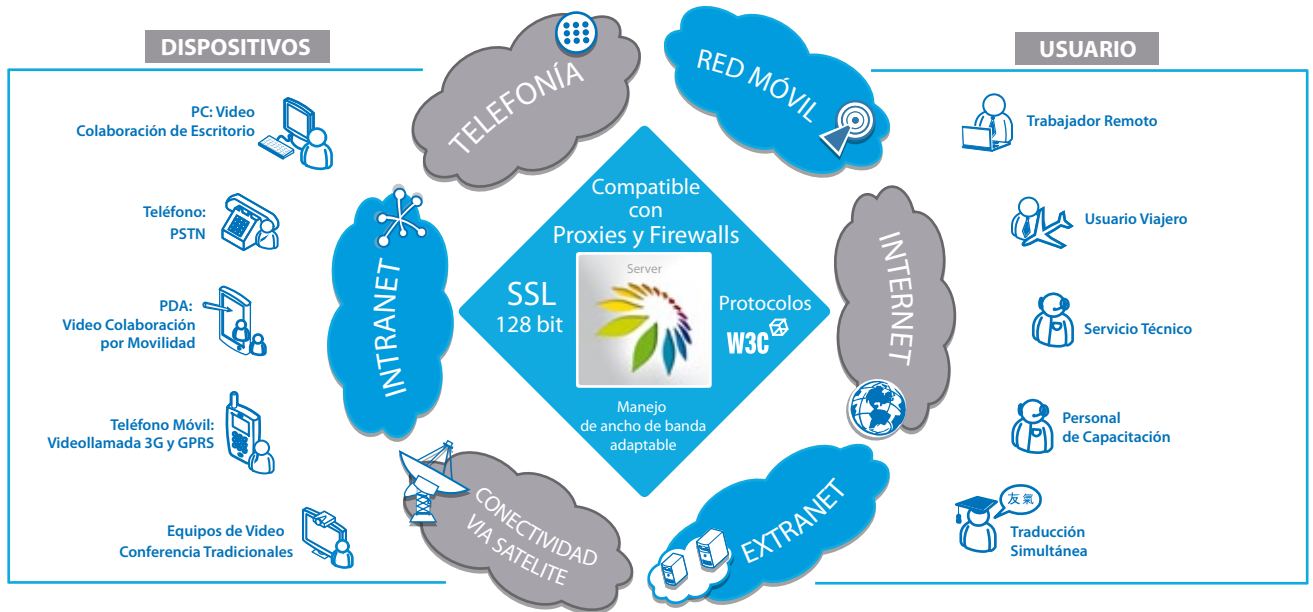 DISPOSITIVOS
PC: Video
Colaboración de Escritorio
Teléfono:
PSTN
PDA:
Video Colaboración
por Movilidad
Teléfono Móvil:
Videollamada 3G y GPRS
Equipos de Video
Conferencia Tradicionales
TELEFONÍA
RED MÓVIL
INTRANET
INTERNET
CONECTIVIDAD
VIA SATELITE
EXTRANET
Compatible
con
Proxies y Firewalls
Server
SSL
128 bit
Protocolos
W3C
Manejo
de ancho de banda
adaptable
USUARIO
Trabajador Remoto
Usuario Viajero
Servicio Técnico
Personal
de Capacitación
友氣
Traducción
Simultánea